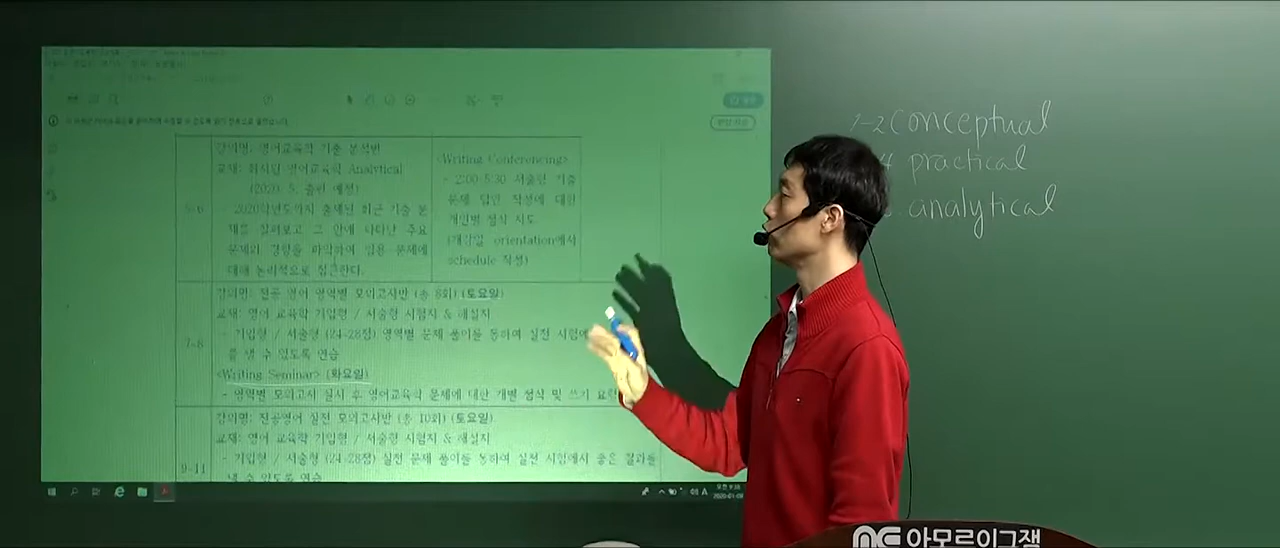 강의명: 영어교육학 기출 분석반
교재: 최시원 영어교육학 Analytical
(2020. 5. 출판 예정)
- 2020학년도까지 출제된 최근 기출 문
제를 살펴보고 그 안에 나타난 주요
문제와 경향을 파악하여 임용 문제에
대해 논리적으로 접근한다.
5-6
<Writing Conferencing>
- 2:00-5:30 서술형 기출
문제 답안 작성에 대한
개인별 첨삭 지도
(개강일 orientation에서
schedule 작성)
7-8
강의명: 전공 영어 영역별 모의고사반 (총 8회) (토요일)
교재: 영어 교육학 기입형 / 서술형 시험지 & 해설지
- 기입형 / 서술형 (24-28점) 영역별 문제 풀이를 통하여 실전 시험에
를 낼 수 있도록 연습
<Writing Seminar> (화요일)
- 영역별 모의고사 실시 후 영어교육학 문제에 대한 개별 첨삭 및 쓰기 요
9-11
강의명: 전공영어 실전 모의고사반 (총 10회) (토요일)
교재: 영어 교육학 기입형 / 서술형 시험지 & 해설지
- 기입형 / 서술형 (24-28점) 실전 문제 풀이를 통하여 실전 시험에서 좋은 결과를
낼 수 있도록 연습
1-2 conceptual
4 practical
analytical
아모르이그잼